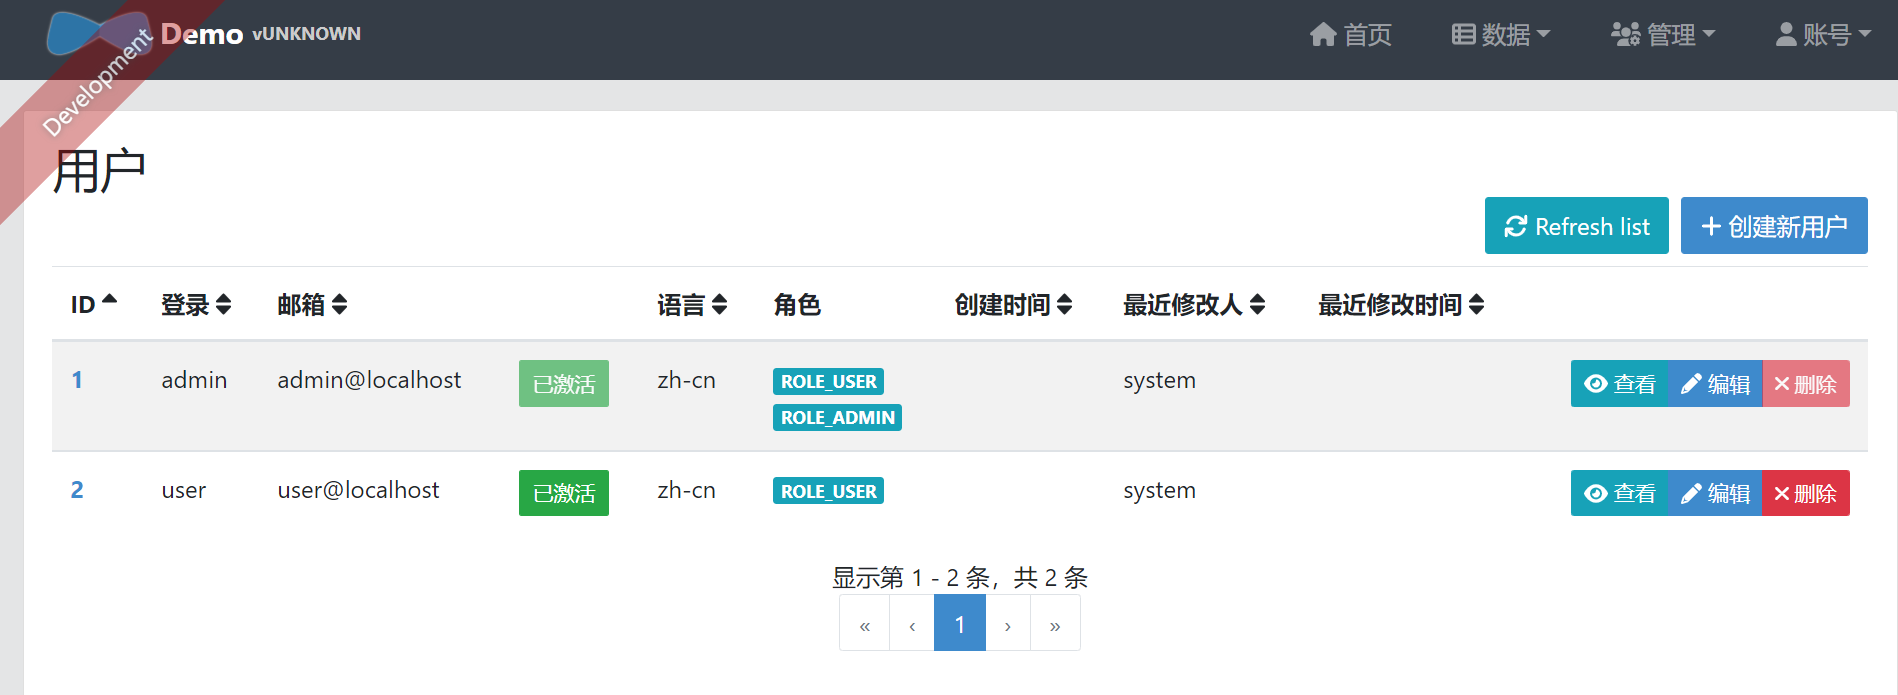 Demo vUNKNOWN 首页 数据 管理 账号
Development
用户
Refresh list 创建新用户
ID 登录 邮箱 语言 角色 创建时间 最近修改人 最近修改时间
1 admin admin@localhost 已激活 zh-cn ROLE_USER system 查看 编辑 删除
ROLE_ADMIN
2 user user@localhost 已激活 zh-cn ROLE_USER system 查看 编辑 删除
显示第 1 - 2 条，共 2 条
« ‹ 1 › »